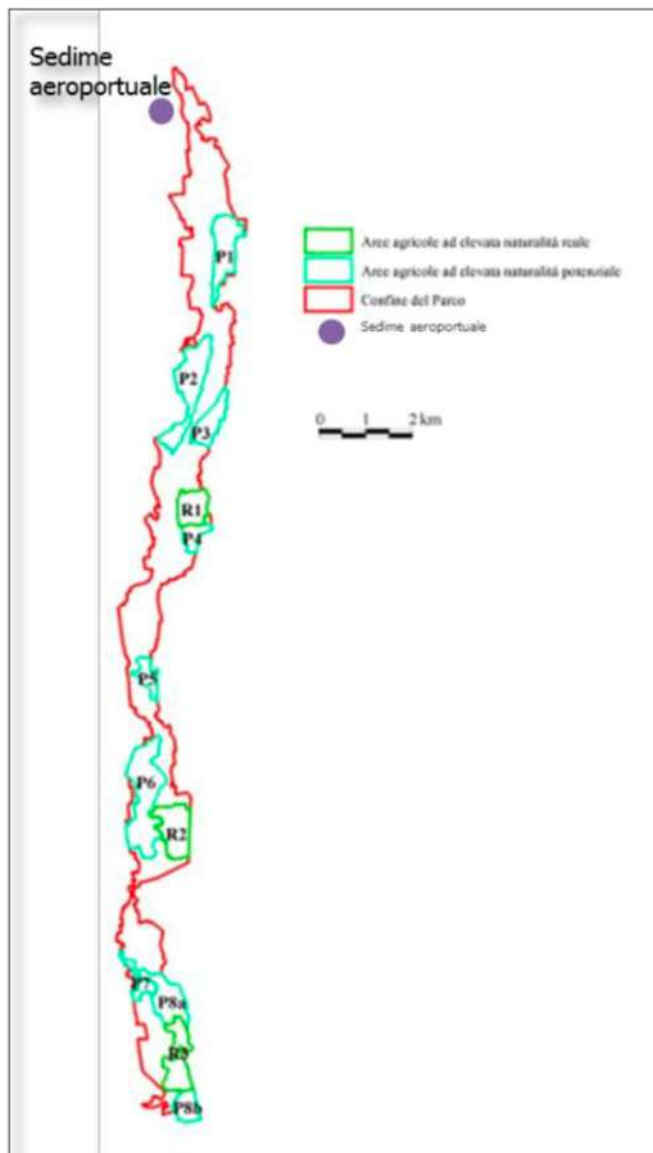 Sedime
aeroportuale
P1
Aree agricole ad elevata naturalità reale
Aree agricole ad elevata naturalità potenziale
Confine del Parco
Sedime aeroportuale
P2
0 1 2 km
P3
R1
P4
P5
P6
R2
P7
P8a
R3
P8b